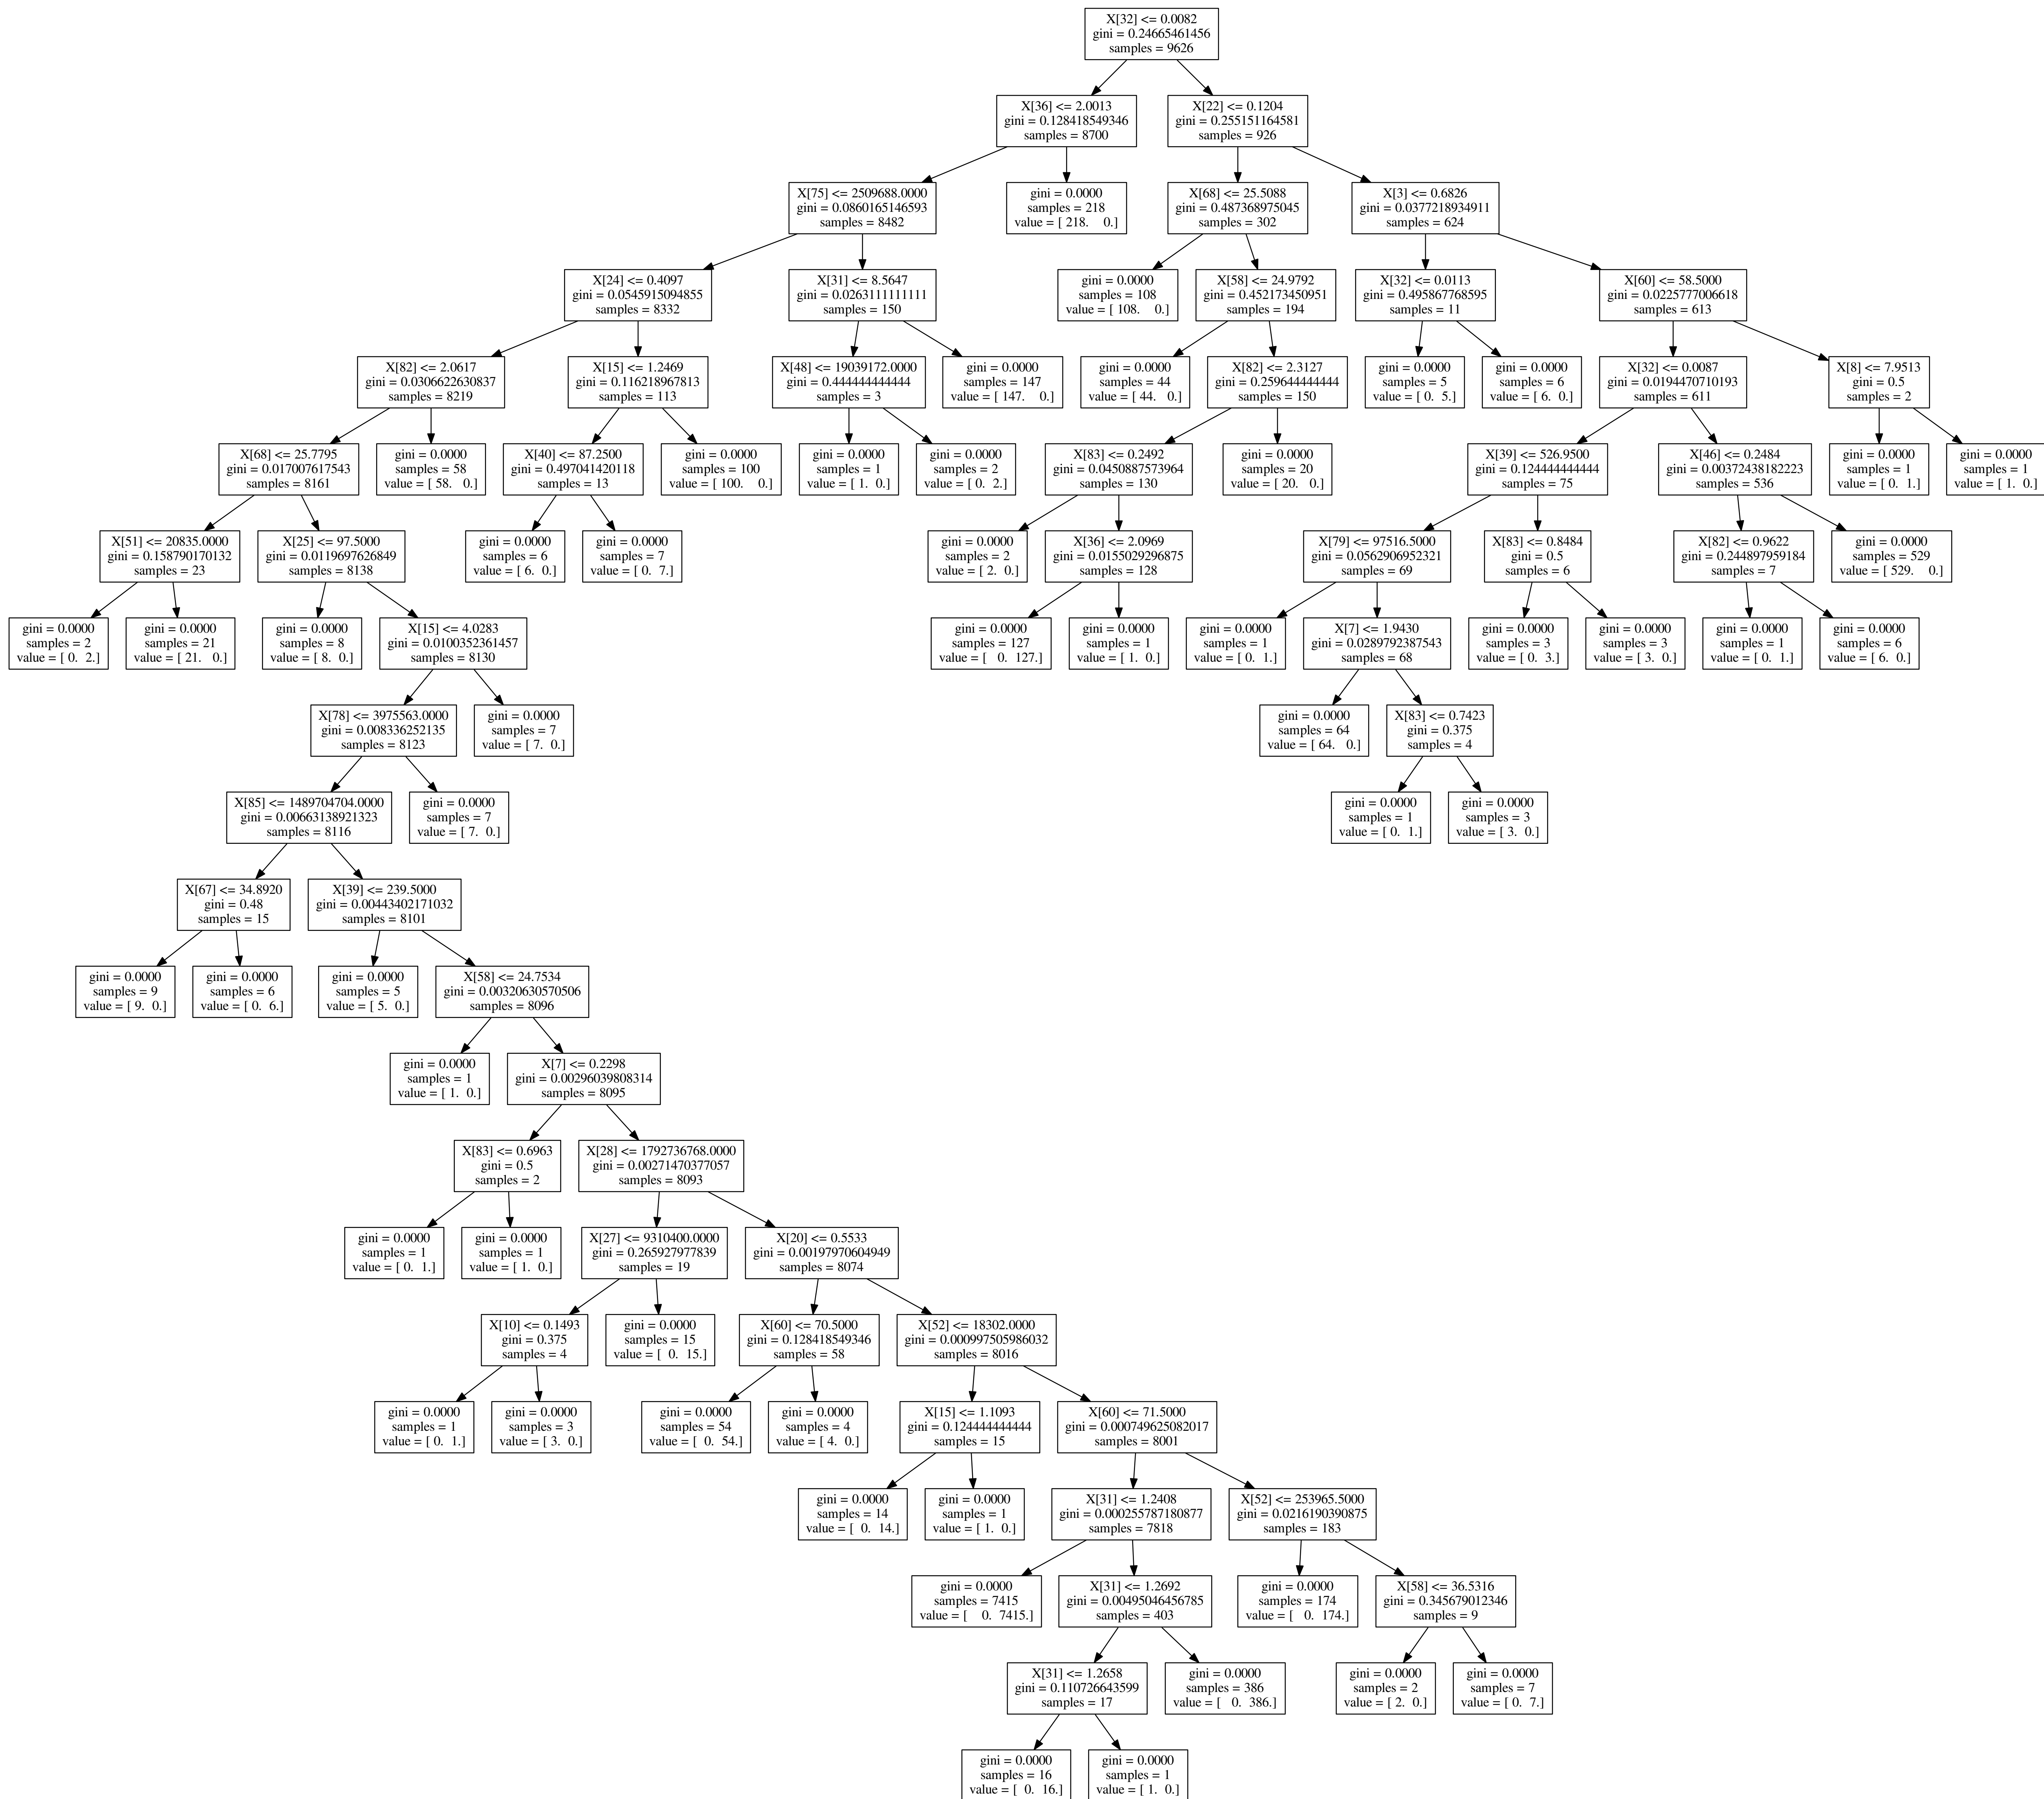 X[32] <= 0.0082
gini = 0.24665461456
samples = 9626
X[36] <= 2.0013
gini = 0.128418549346
samples = 8700
X[22] <= 0.1204
gini = 0.255151164581
samples = 926
X[75] <= 2509688.0000
gini = 0.0860165146593
samples = 8482
gini = 0.0000
samples = 218
value = [ 218. 0.]
X[68] <= 25.5088
gini = 0.487368975045
samples = 302
X[3] <= 0.6826
gini = 0.0377218934911
samples = 624
X[24] <= 0.4097
gini = 0.0545915094855
samples = 8332
X[31] <= 8.5647
gini = 0.0263111111111
samples = 150
gini = 0.0000
samples = 108
value = [ 108. 0.]
X[58] <= 24.9792
gini = 0.452173450951
samples = 194
X[32] <= 0.0113
gini = 0.495867768595
samples = 11
X[60] <= 58.5000
gini = 0.0225777006618
samples = 613
X[82] <= 2.0617
gini = 0.0306622630837
samples = 8219
X[15] <= 1.2469
gini = 0.116218967813
samples = 113
X[48] <= 19039172.0000
gini = 0.444444444444
samples = 3
gini = 0.0000
samples = 147
value = [ 147. 0.]
gini = 0.0000
samples = 44
value = [ 44. 0.]
X[82] <= 2.3127
gini = 0.259644444444
samples = 150
gini = 0.0000
samples = 5
value = [ 0. 5.]
gini = 0.0000
samples = 6
value = [ 6. 0.]
X[32] <= 0.0087
gini = 0.0194470710193
samples = 611
X[8] <= 7.9513
gini = 0.5
samples = 2
X[68] <= 25.7795
gini = 0.017007617543
samples = 8161
gini = 0.0000
samples = 58
value = [ 58. 0.]
X[40] <= 87.2500
gini = 0.497041420118
samples = 13
gini = 0.0000
samples = 100
value = [ 100. 0.]
gini = 0.0000
samples = 1
value = [ 1. 0.]
gini = 0.0000
samples = 2
value = [ 0. 2.]
X[83] <= 0.2492
gini = 0.0450887573964
samples = 130
gini = 0.0000
samples = 20
value = [ 20. 0.]
X[39] <= 526.9500
gini = 0.124444444444
samples = 75
X[46] <= 0.2484
gini = 0.00372438182223
samples = 536
gini = 0.0000
samples = 1
value = [ 0. 1.]
gini = 0.0000
samples = 1
value = [ 1. 0.]
X[51] <= 20835.0000
gini = 0.158790170132
samples = 23
X[25] <= 97.5000
gini = 0.0119697626849
samples = 8138
gini = 0.0000
samples = 6
value = [ 6. 0.]
gini = 0.0000
samples = 7
value = [ 0. 7.]
gini = 0.0000
samples = 2
value = [ 2. 0.]
X[36] <= 2.0969
gini = 0.0155029296875
samples = 128
X[79] <= 97516.5000
gini = 0.0562906952321
samples = 69
X[83] <= 0.8484
gini = 0.5
samples = 6
X[82] <= 0.9622
gini = 0.244897959184
samples = 7
gini = 0.0000
samples = 529
value = [ 529. 0.]
gini = 0.0000
samples = 2
value = [ 0. 2.]
gini = 0.0000
samples = 21
value = [ 21. 0.]
gini = 0.0000
samples = 8
value = [ 8. 0.]
X[15] <= 4.0283
gini = 0.0100352361457
samples = 8130
gini = 0.0000
samples = 127
value = [ 0. 127.]
gini = 0.0000
samples = 1
value = [ 1. 0.]
gini = 0.0000
samples = 1
value = [ 0. 1.]
X[7] <= 1.9430
gini = 0.0289792387543
samples = 68
gini = 0.0000
samples = 3
value = [ 0. 3.]
gini = 0.0000
samples = 3
value = [ 3. 0.]
gini = 0.0000
samples = 1
value = [ 0. 1.]
gini = 0.0000
samples = 6
value = [ 6. 0.]
X[78] <= 3975563.0000
gini = 0.008336252135
samples = 8123
gini = 0.0000
samples = 7
value = [ 7. 0.]
gini = 0.0000
samples = 64
value = [ 64. 0.]
X[83] <= 0.7423
gini = 0.375
samples = 4
X[85] <= 1489704704.0000
gini = 0.00663138921323
samples = 8116
gini = 0.0000
samples = 7
value = [ 7. 0.]
gini = 0.0000
samples = 1
value = [ 0. 1.]
gini = 0.0000
samples = 3
value = [ 3. 0.]
X[67] <= 34.8920
gini = 0.48
samples = 15
X[39] <= 239.5000
gini = 0.00443402171032
samples = 8101
gini = 0.0000
samples = 9
value = [ 9. 0.]
gini = 0.0000
samples = 6
value = [ 0. 6.]
gini = 0.0000
samples = 5
value = [ 5. 0.]
X[58] <= 24.7534
gini = 0.00320630570506
samples = 8096
gini = 0.0000
samples = 1
value = [ 1. 0.]
X[7] <= 0.2298
gini = 0.00296039808314
samples = 8095
X[83] <= 0.6963
gini = 0.5
samples = 2
X[28] <= 1792736768.0000
gini = 0.00271470377057
samples = 8093
gini = 0.0000
samples = 1
value = [ 0. 1.]
gini = 0.0000
samples = 1
value = [ 1. 0.]
X[27] <= 9310400.0000
gini = 0.265927977839
samples = 19
X[20] <= 0.5533
gini = 0.00197970604949
samples = 8074
X[10] <= 0.1493
gini = 0.375
samples = 4
gini = 0.0000
samples = 15
value = [ 0. 15.]
X[60] <= 70.5000
gini = 0.128418549346
samples = 58
X[52] <= 18302.0000
gini = 0.000997505986032
samples = 8016
gini = 0.0000
samples = 1
value = [ 0. 1.]
gini = 0.0000
samples = 3
value = [ 3. 0.]
gini = 0.0000
samples = 54
value = [ 0. 54.]
gini = 0.0000
samples = 4
value = [ 4. 0.]
X[15] <= 1.1093
gini = 0.124444444444
samples = 15
X[60] <= 71.5000
gini = 0.000749625082017
samples = 8001
gini = 0.0000
samples = 14
value = [ 0. 14.]
gini = 0.0000
samples = 1
value = [ 1. 0.]
X[31] <= 1.2408
gini = 0.000255787180877
samples = 7818
X[52] <= 253965.5000
gini = 0.0216190390875
samples = 183
gini = 0.0000
samples = 7415
value = [ 0. 7415.]
X[31] <= 1.2692
gini = 0.00495046456785
samples = 403
gini = 0.0000
samples = 174
value = [ 0. 174.]
X[58] <= 36.5316
gini = 0.345679012346
samples = 9
X[31] <= 1.2658
gini = 0.110726643599
samples = 17
gini = 0.0000
samples = 386
value = [ 0. 386.]
gini = 0.0000
samples = 2
value = [ 2. 0.]
gini = 0.0000
samples = 7
value = [ 0. 7.]
gini = 0.0000
samples = 16
value = [ 0. 16.]
gini = 0.0000
samples = 1
value = [ 1. 0.]